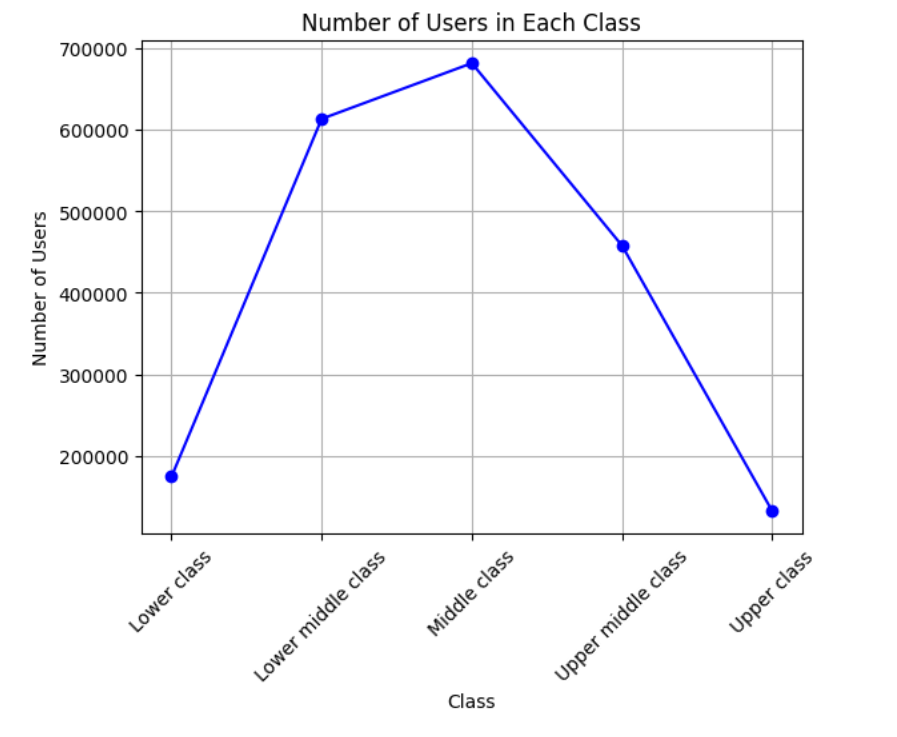 Number of Users in Each Class
700000
600000
500000
400000
300000
200000
Number of Users
Lower class
Lower middle class
Middle class
Upper middle class
Upper class
Class